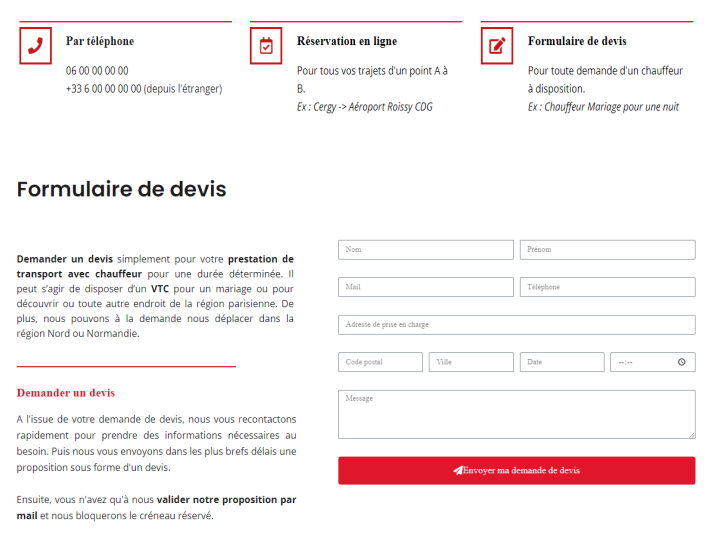 Par téléphone
06 00 00 00 00
+33 6 00 00 00 00 (depuis l'étranger)
Réservation en ligne
Pour tous vos trajets d'un point A à
B.
Ex : Cergy -> Aéroport Roissy CDG
Formulaire de devis
Pour toute demande d'un chauffeur
à disposition.
Ex : Chauffeur Mariage pour une nuit
Formulaire de devis
Demander un devis simplement pour votre prestation de
transport avec chauffeur pour une durée déterminée. Il
peut s'agir de disposer d'un VTC pour un mariage ou pour
découvrir ou toute autre endroit de la région parisienne. De
plus, nous pouvons à la demande nous déplacer dans la
région Nord ou Normandie.
Demander un devis
A l'issue de votre demande de devis, nous vous recontactons
rapidement pour prendre des informations nécessaires au
besoin. Puis nous vous envoyons dans les plus brefs délais une
proposition sous forme d'un devis.
Ensuite, vous n'avez qu'à nous valider notre proposition par
mail et nous bloquerons le créneau réservé.
Nom
Prénom
Mail
Téléphone
Adresse de prise en charge
Code postal
Ville
Date
--:--
Message
Envoyer ma demande de devis